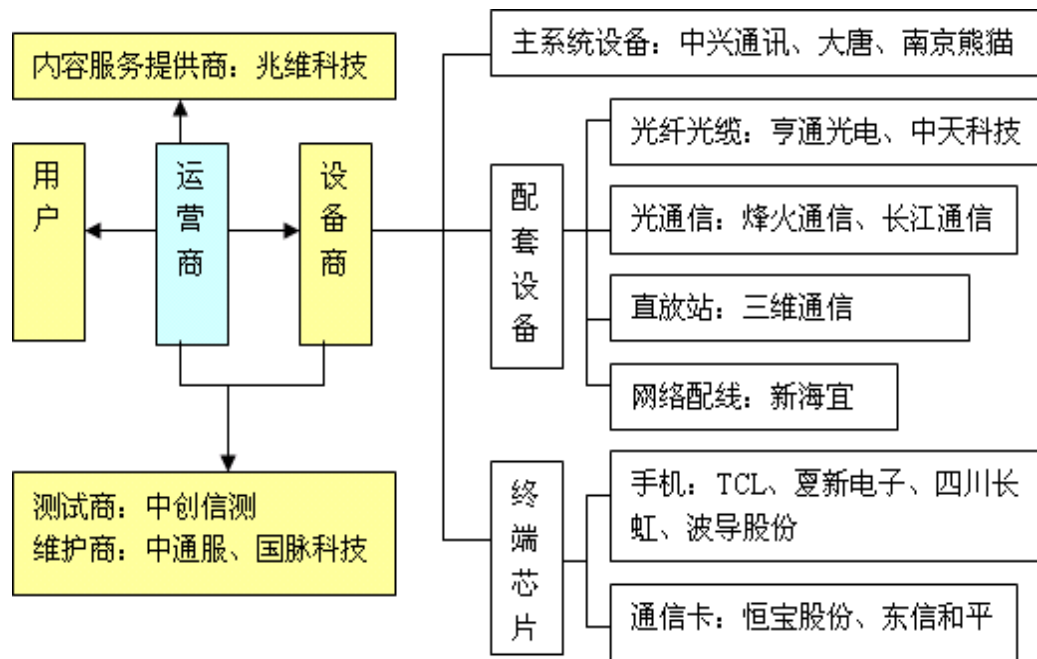 内容服务提供商：兆维科技
用户
运营商
设备商
测试商：中创信测
维护商：中通服、国脉科技
主系统设备：中兴通讯、大唐、南京熊猫
配套设备
光纤光缆：亨通光电、中天科技
光通信：烽火通信、长江通信
直放站：三维通信
网络配线：新海宜
终端芯片
手机：TCL、夏新电子、四川长
虹、波导股份
通信卡：恒宝股份、东信和平